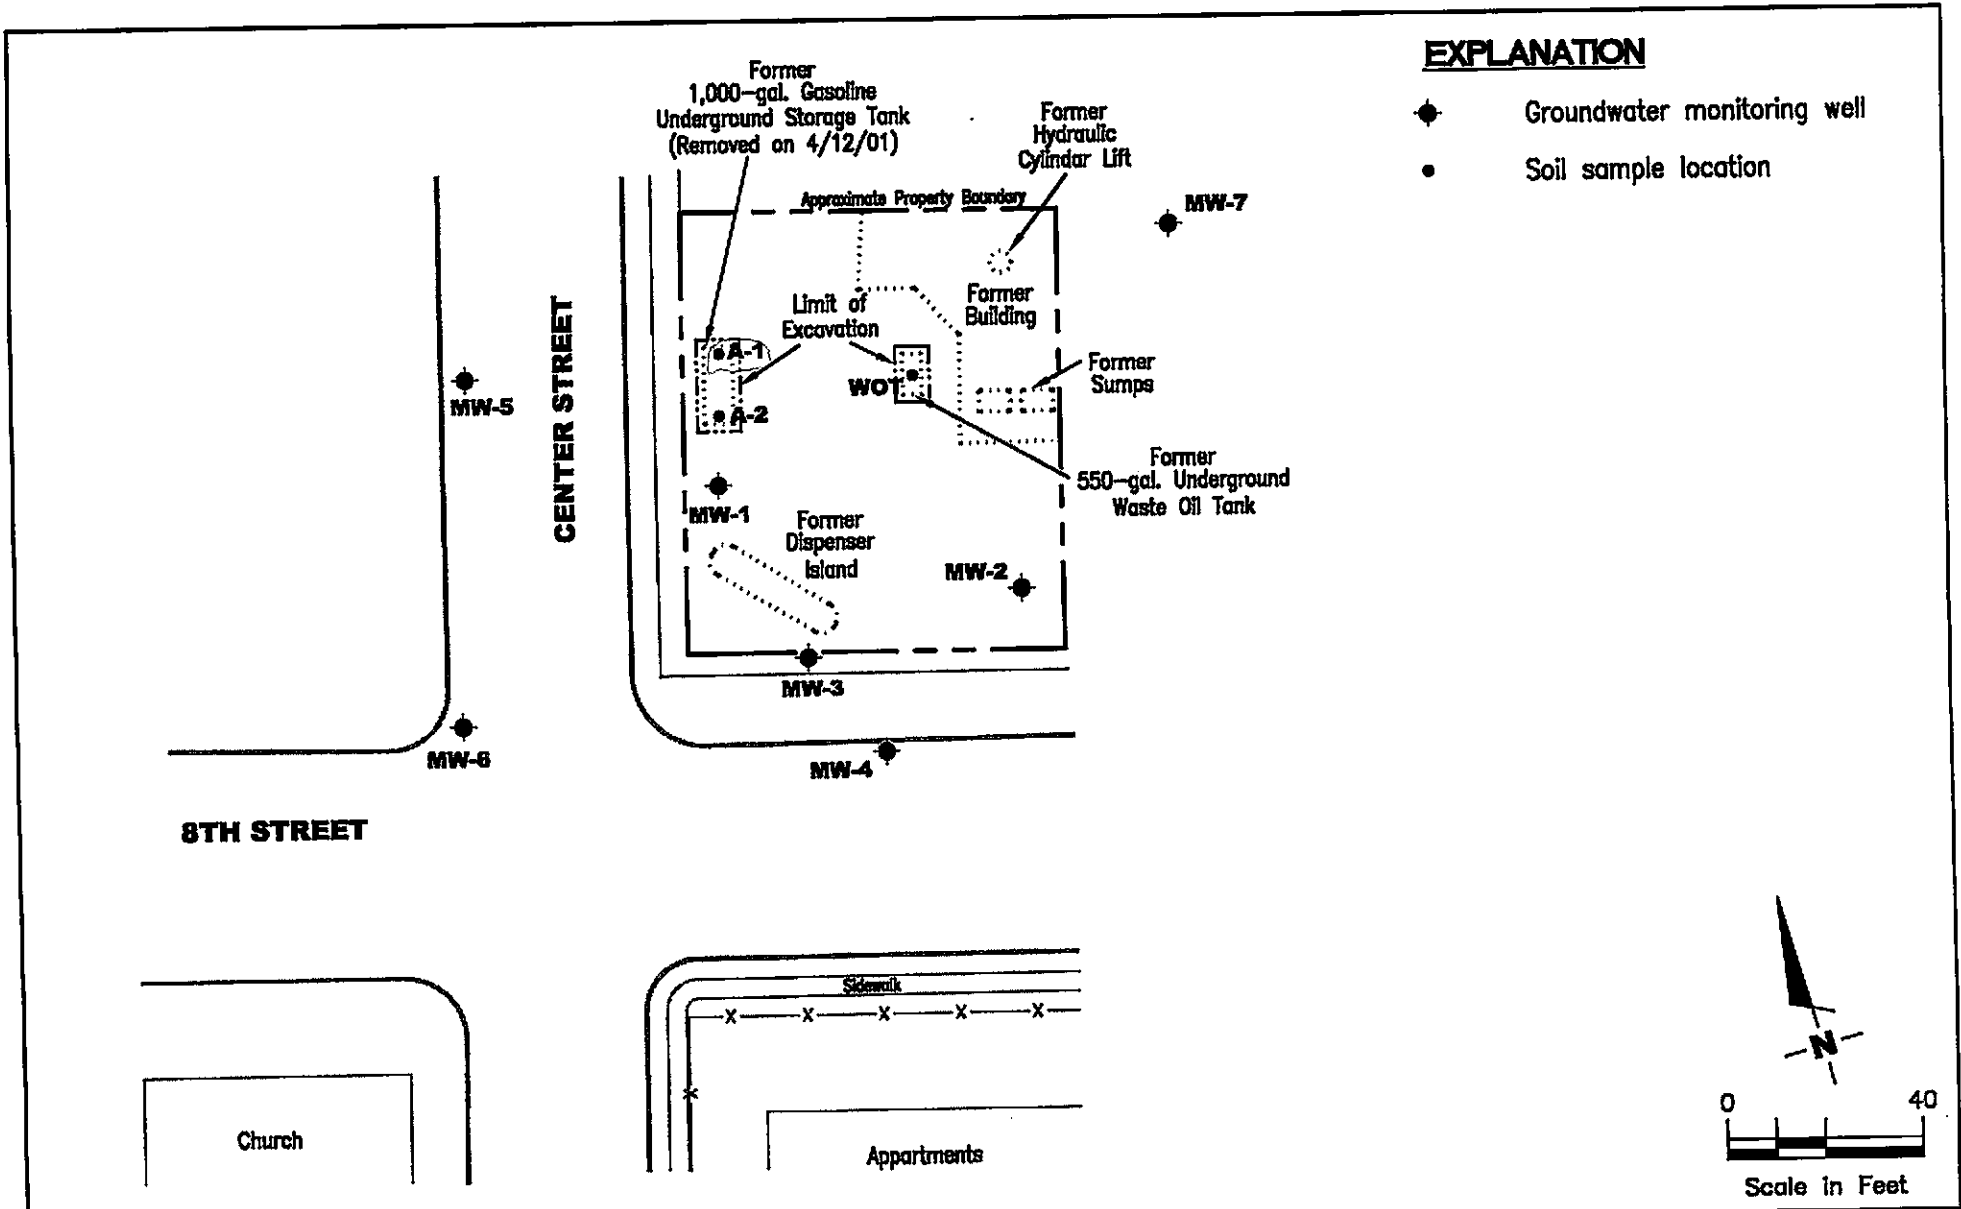 EXPLANATION
Groundwater monitoring well
Soil sample location
Former
1,000-gal. Gasoline
Underground Storage Tank
(Removed on 4/12/01)
Former
Hydraulic
Cylindar Lift
Approximate Property Boundary
MW-7
Limit of
Excavation
Former
Building
A-1
A-2
WOT
Former
Sumps
MW-5
CENTER STREET
Former
550-gal. Underground
Waste Oil Tank
MW-1
Former
Dispenser
Island
MW-2
MW-3
MW-6
MW-4
8TH STREET
Sidewalk
X X X X X
X
Church
Appartments
N
0 40
Scale in Feet